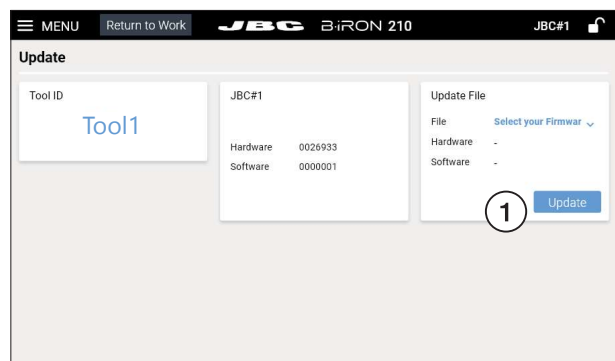 MENU Return to Work JBC B·iRON 210 JBC#1
Update
Tool ID
Tool1
JBC#1
Hardware 0026933
Software 0000001
Update File
File Select your Firmwar
Hardware -
Software -
1 Update